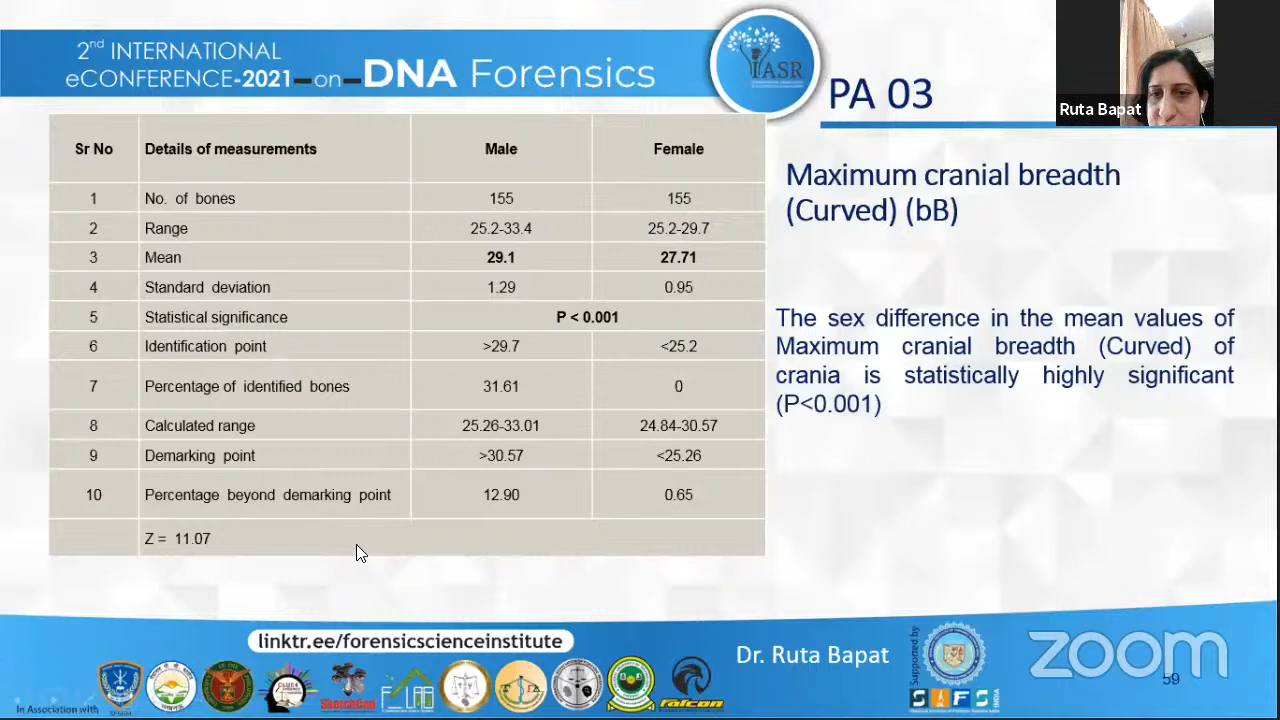 2nd INTERNATIONAL
eCONFERENCE-2021-on-DNA Forensics
IASR
PA 03
Ruta Bapat
Sr No Details of measurements Male Female
1 No. of bones 155 155
2 Range 25.2-33.4 25.2-29.7
3 Mean 29.1 27.71
4 Standard deviation 1.29 0.95
5 Statistical significance P < 0.001
6 Identification point >29.7 <25.2
7 Percentage of identified bones 31.61 0
8 Calculated range 25.26-33.01 24.84-30.57
9 Demarking point >30.57 <25.26
10 Percentage beyond demarking point 12.90 0.65
Z = 11.07
Maximum cranial breadth
(Curved) (bB)
The sex difference in the mean values of
Maximum cranial breadth (Curved) of
crania is statistically highly significant
(P<0.001)
linktr.ee/forensicscienceinstitute
In Association with
SketchCop
falcon
Dr. Ruta Bapat
Supported by
SAFS INDIA
zoom
59